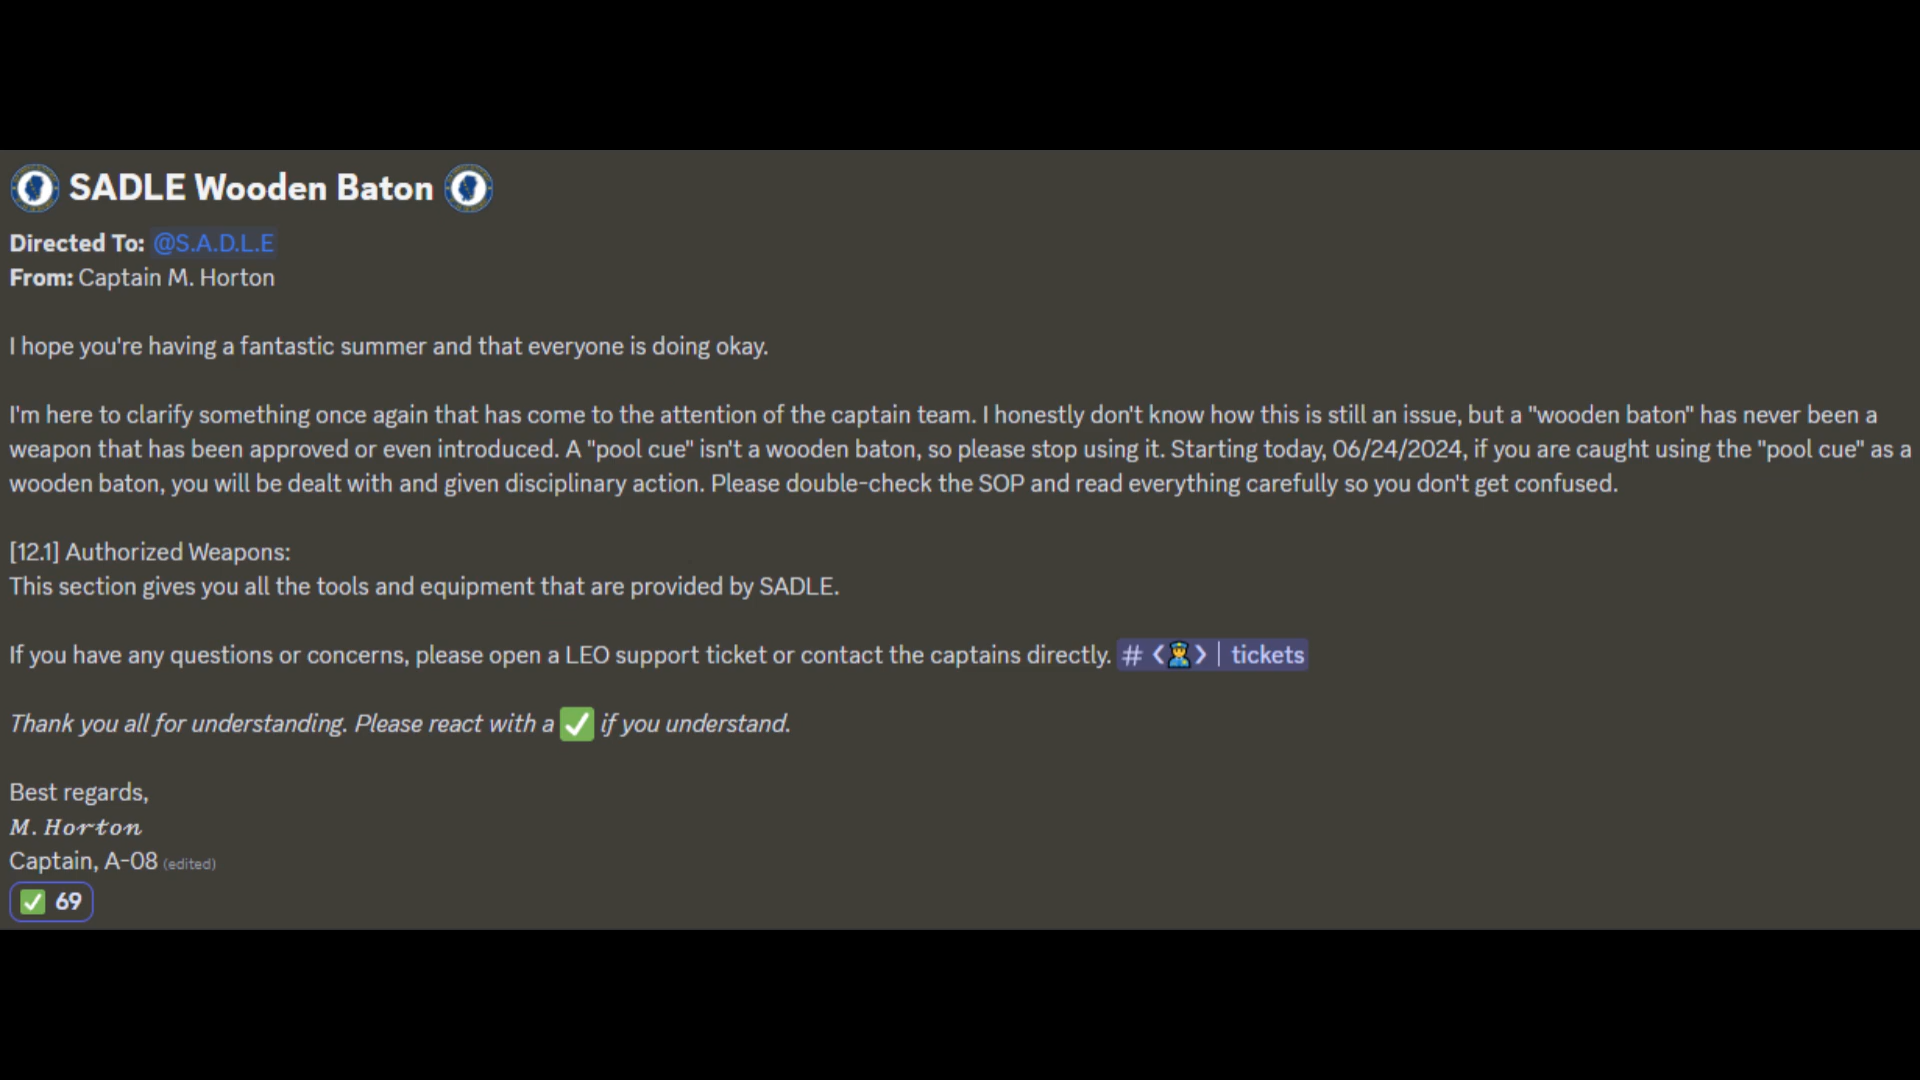 SADLE Wooden Baton
Directed To: @S.A.D.L.E
From: Captain M. Horton
I hope you're having a fantastic summer and that everyone is doing okay.
I'm here to clarify something once again that has come to the attention of the captain team. I honestly don't know how this is still an issue, but a "wooden baton" has never been a
weapon that has been approved or even introduced. A "pool cue" isn't a wooden baton, so please stop using it. Starting today, 06/24/2024, if you are caught using the "pool cue" as a
wooden baton, you will be dealt with and given disciplinary action. Please double-check the SOP and read everything carefully so you don't get confused.
[12.1] Authorized Weapons:
This section gives you all the tools and equipment that are provided by SADLE.
If you have any questions or concerns, please open a LEO support ticket or contact the captains directly. # ❮👮❯ | tickets
Thank you all for understanding. Please react with a ✅ if you understand.
Best regards,
M. Horton
Captain, A-08 (edited)
✅ 69